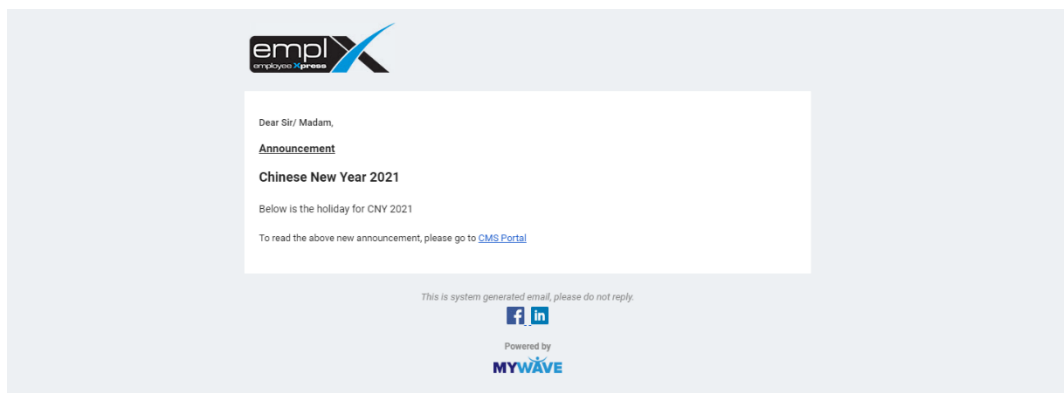 emplX
employee Xpress
Dear Sir/ Madam,
Announcement
Chinese New Year 2021
Below is the holiday for CNY 2021
To read the above new announcement, please go to CMS Portal
This is system generated email, please do not reply.
f in
Powered by
MYWAVE